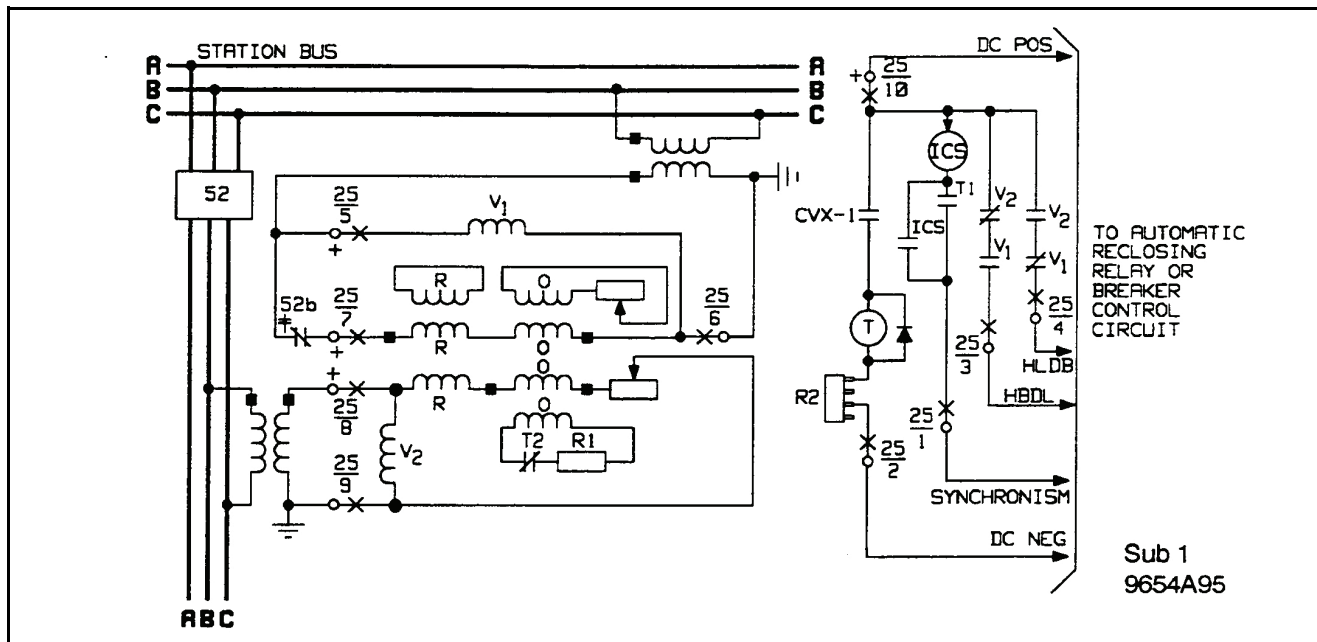 STATION BUS
A
B
C
A
B
C
52
25/5
+
V1
R
O
52b
25/7
+
R
O
25/6
+
25/8
R
O
O
V2
T2
R1
25/9
A B C
DC POS
+
25/10
ICS
T1
ICS
CVX-1
V2
V1
V2
V1
T
R2
25/3
25/4
HLDB
HBDL
25/1
25/2
SYNCHRONISM
DC NEG
TO AUTOMATIC
RECLOSING
RELAY OR
BREAKER
CONTROL
CIRCUIT
Sub 1
9654A95